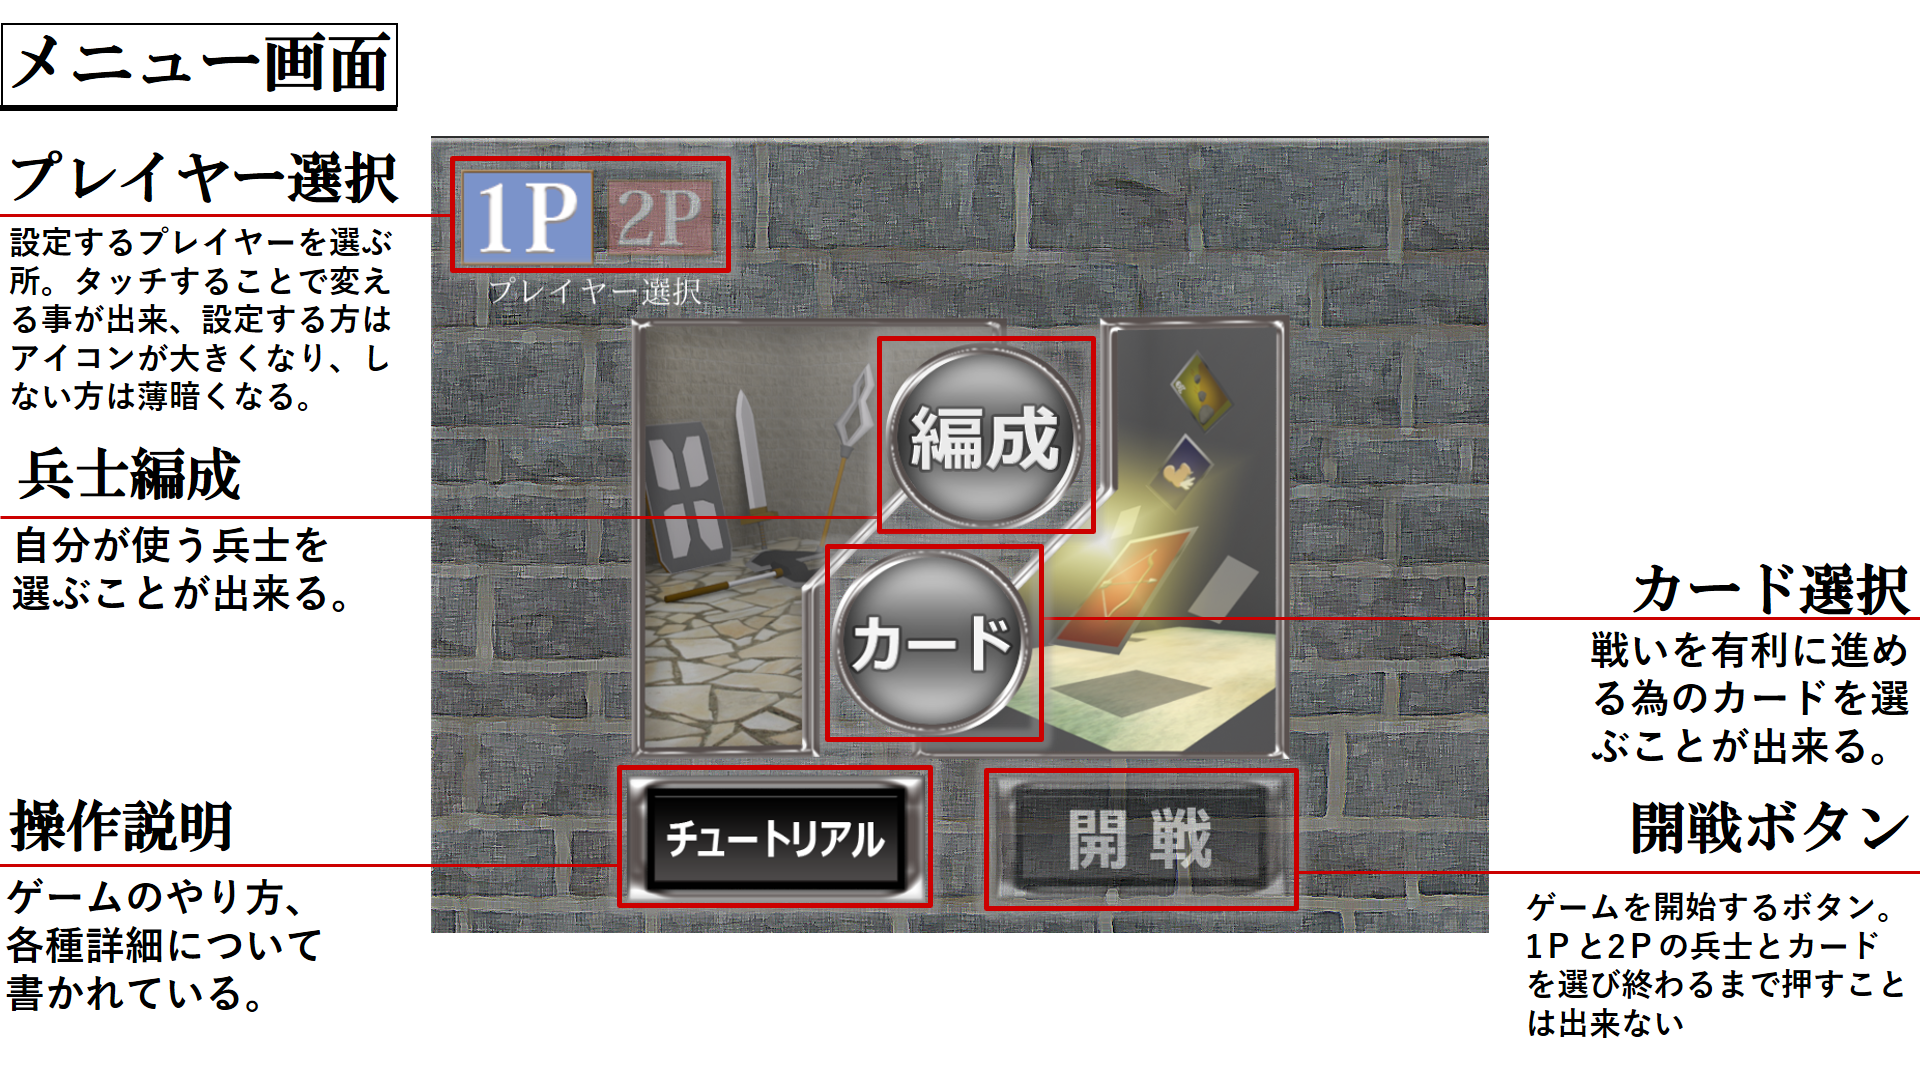 メニュー画面
プレイヤー選択
設定するプレイヤーを選ぶ
所。タッチすることで変え
る事が出来、設定する方は
アイコンが大きくなり、し
ない方は薄暗くなる。
兵士編成
自分が使う兵士を
選ぶことが出来る。
操作説明
ゲームのやり方、
各種詳細について
書かれている。
1P 2P
プレイヤー選択
編成
カード
チュートリアル
開戦
カード選択
戦いを有利に進め
る為のカードを選
ぶことが出来る。
開戦ボタン
ゲームを開始するボタン。
1Ｐと2Ｐの兵士とカード
を選び終わるまで押すこと
は出来ない